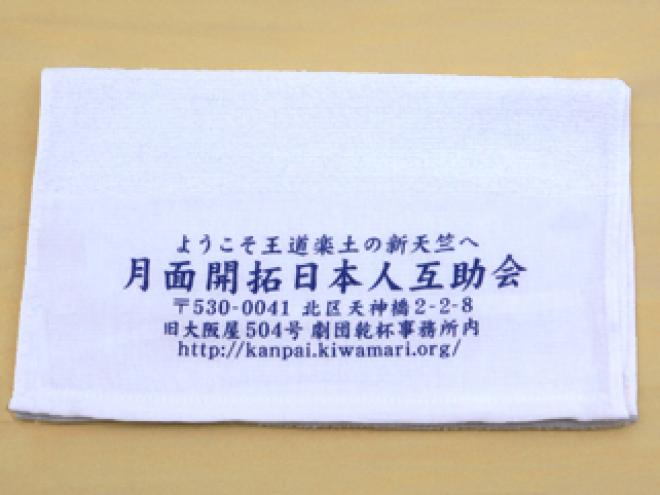 ようこそ王道楽土の新天竺へ
月面開拓日本人互助会
〒530-0041 北区天神橋2-2-8
旧大阪屋504号 劇団乾杯事務所内
http://kanpai.kiwamari.org/